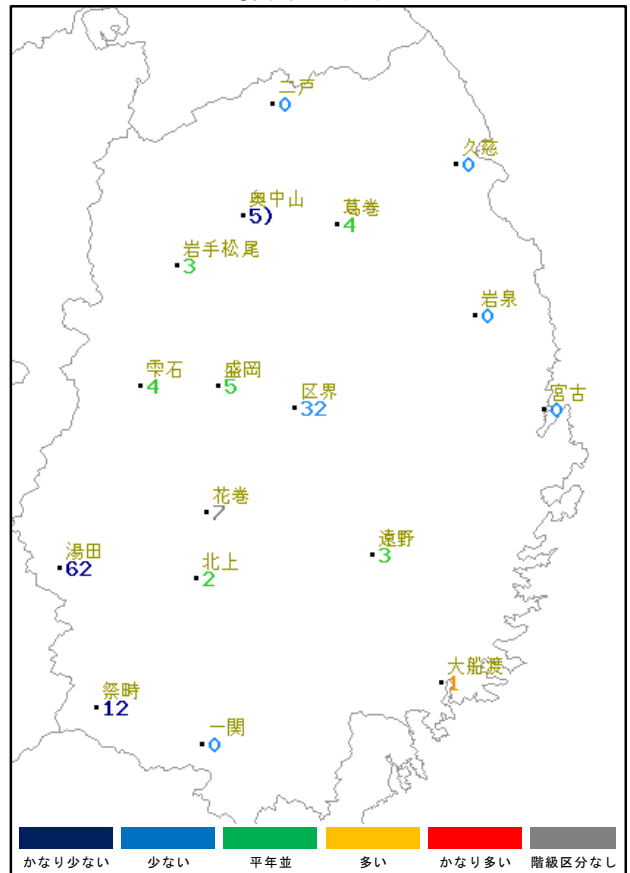 二戸
0
久慈
0
奥中山
5)
葛巻
4
岩手松尾
3
岩泉
0
雫石
4
盛岡
5
区界
32
宮古
0
花巻
7
遠野
3
湯田
62
北上
2
大船渡
1
祭畤
12
一関
0
かなり少ない 少ない 平年並 多い かなり多い 階級区分なし